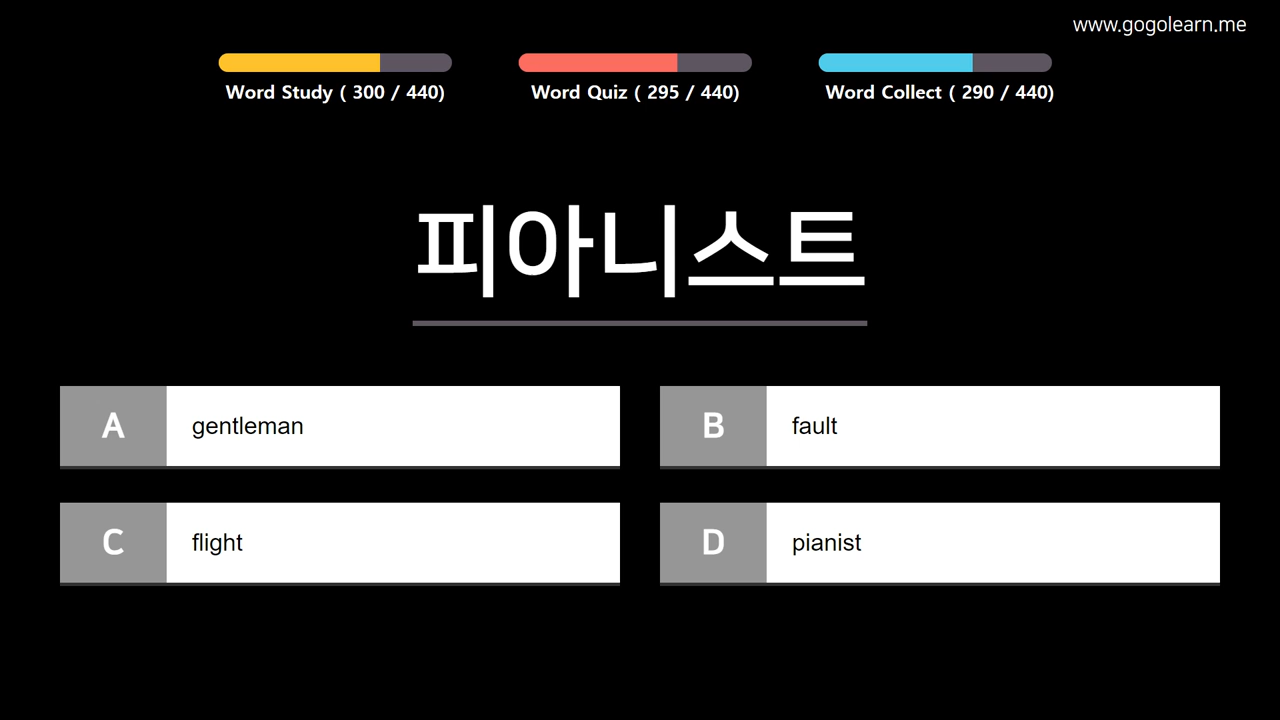 www.gogolearn.me
Word Study ( 300 / 440)
Word Quiz ( 295 / 440)
Word Collect ( 290 / 440)
피아니스트
A gentleman
B fault
C flight
D pianist